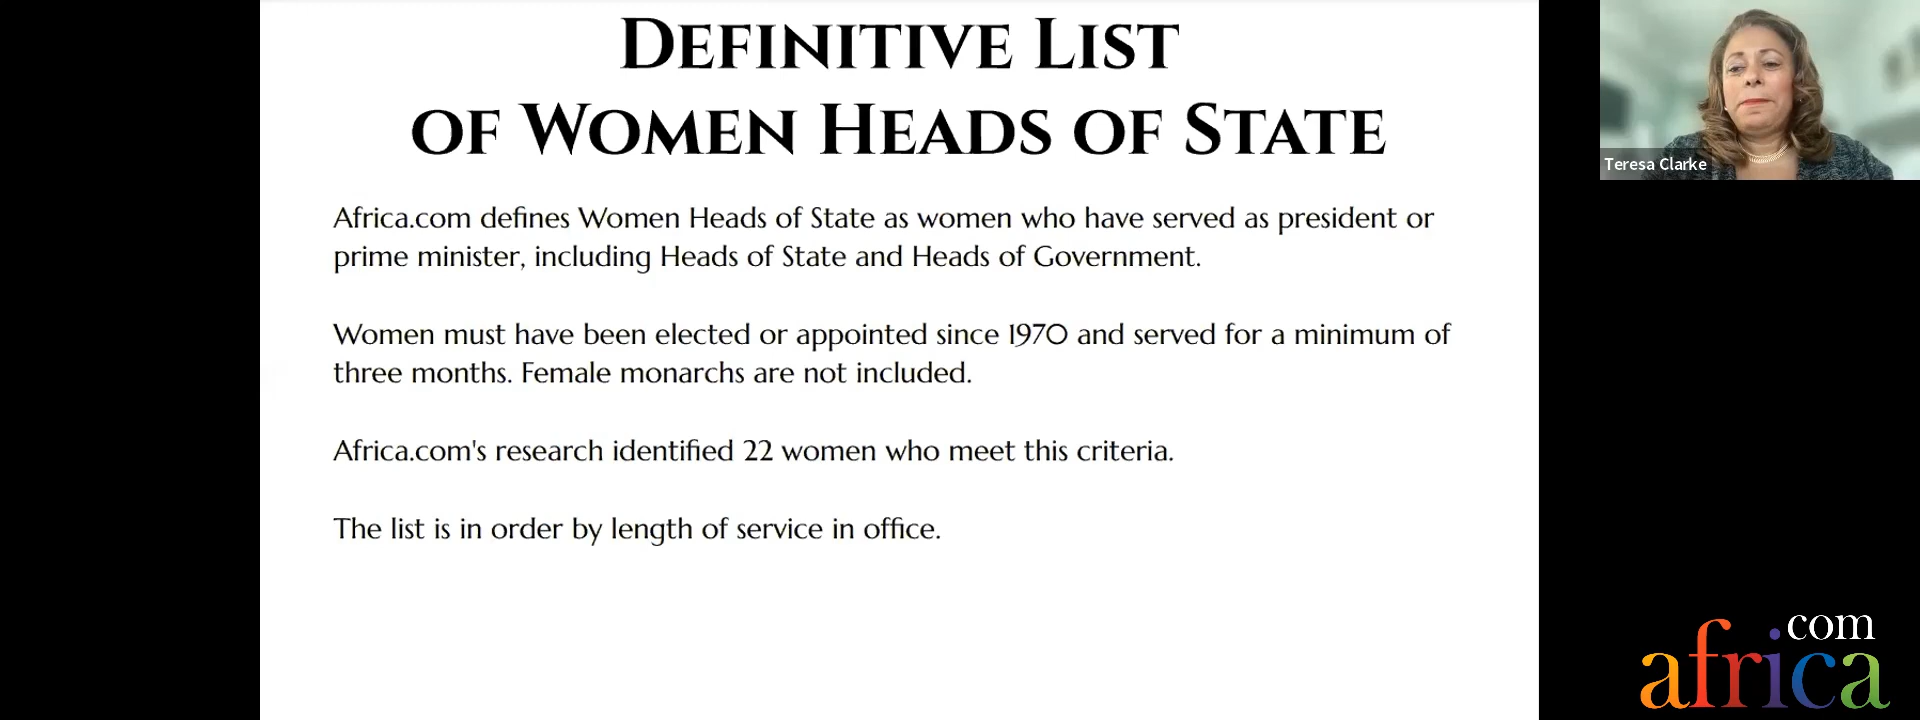 DEFINITIVE LIST
OF WOMEN HEADS OF STATE
Africa.com defines Women Heads of State as women who have served as president or
prime minister, including Heads of State and Heads of Government.
Women must have been elected or appointed since 1970 and served for a minimum of
three months. Female monarchs are not included.
Africa.com's research identified 22 women who meet this criteria.
The list is in order by length of service in office.
Teresa Clarke
com
africa